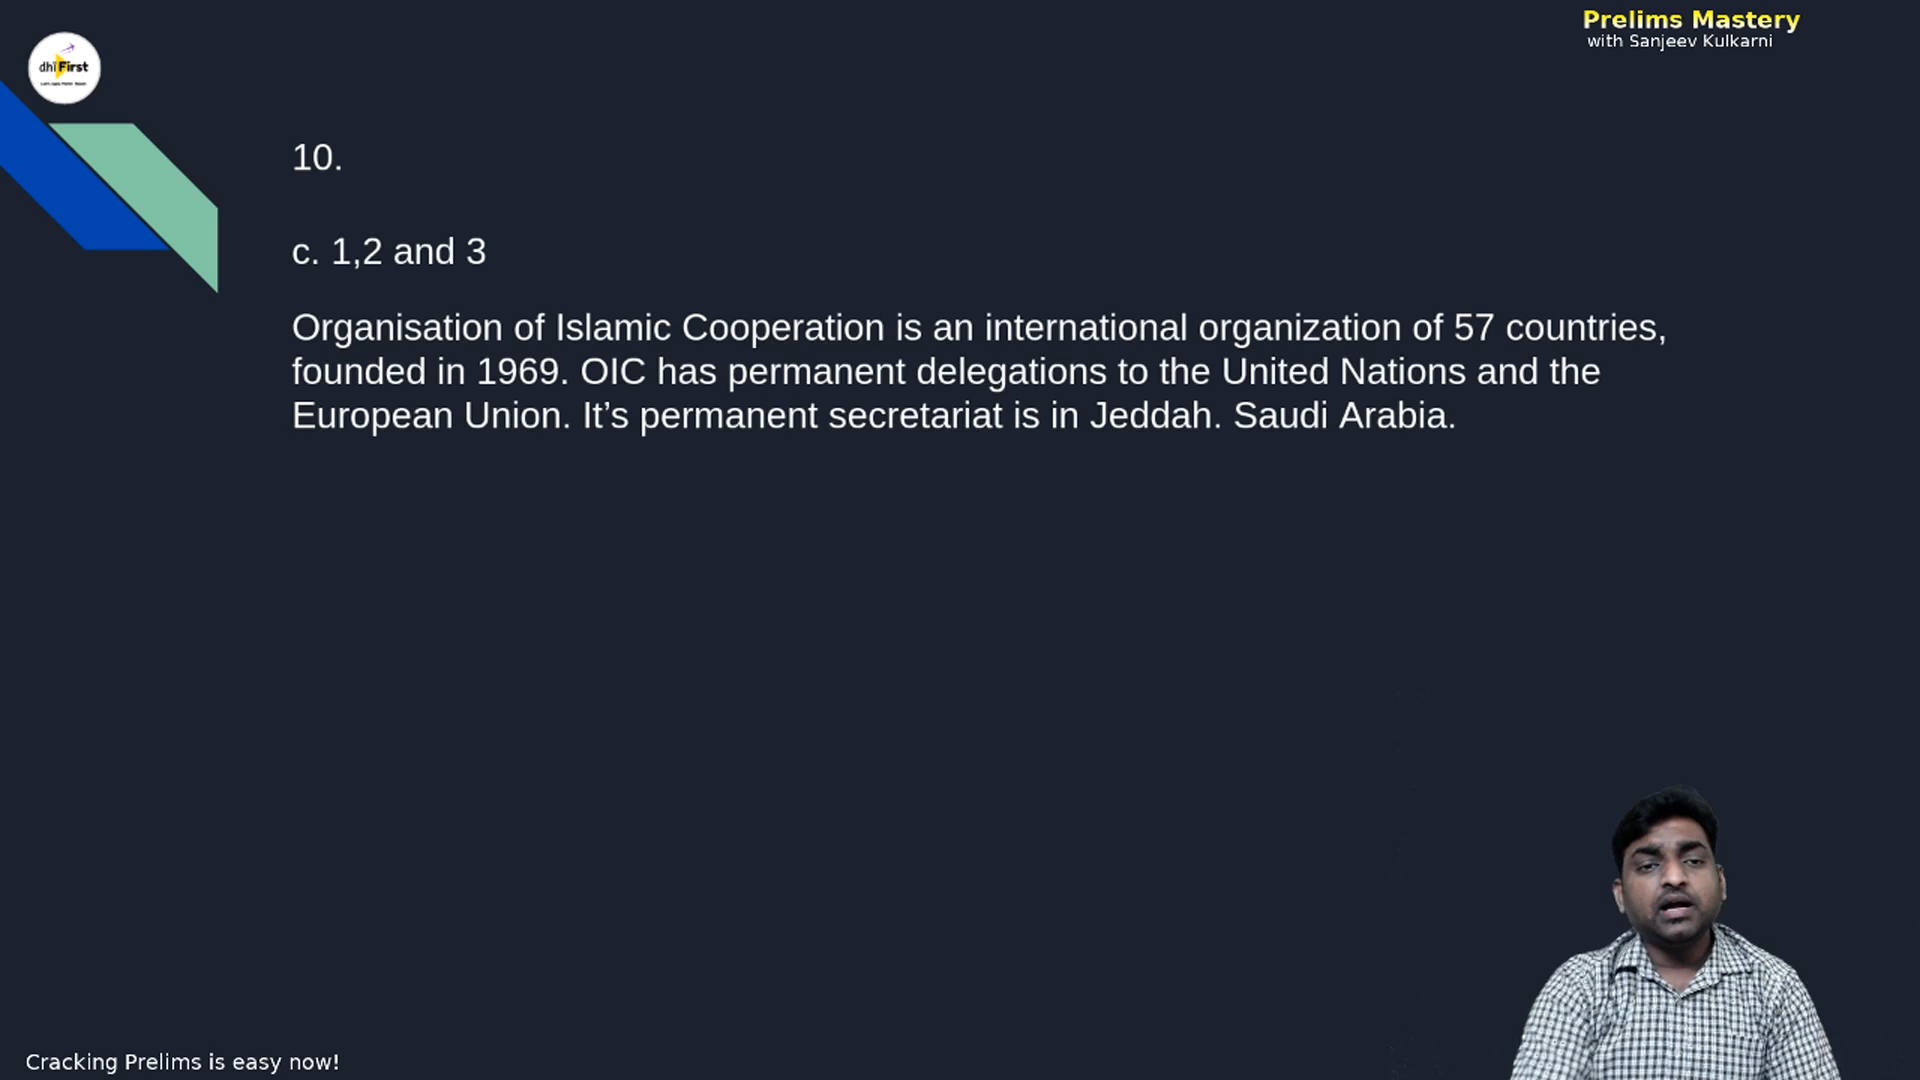 Prelims Mastery
with Sanjeev Kulkarni
dhi First
10.
c. 1,2 and 3
Organisation of Islamic Cooperation is an international organization of 57 countries,
founded in 1969. OIC has permanent delegations to the United Nations and the
European Union. It’s permanent secretariat is in Jeddah. Saudi Arabia.
Cracking Prelims is easy now!